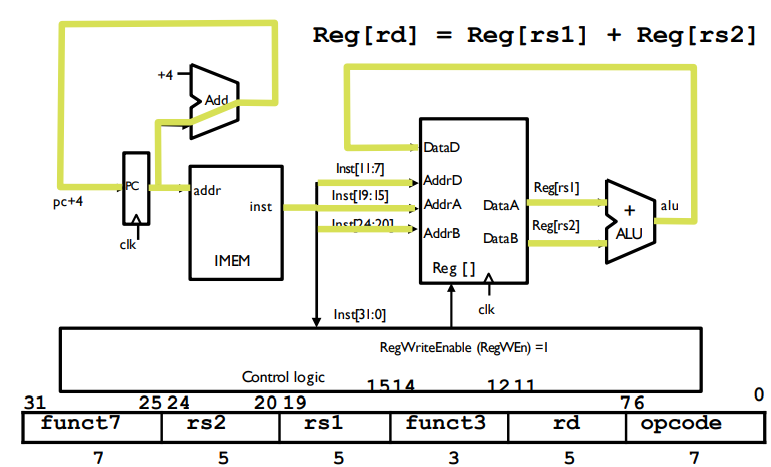 Reg[rd] = Reg[rs1] + Reg[rs2]
+4
Add
DataD
Inst[11:7]
AddrD
Reg[rs1]
PC
addr
Inst[19:15]
AddrA
DataA
+
alu
pc+4
inst
Inst[24:20]
AddrB
DataB
Reg[rs2]
ALU
clk
IMEM
Reg []
clk
Inst[31:0]
RegWriteEnable (RegWEn) =1
Control logic
31 25 24 20 19 15 14 12 11 7 6 0
funct7 rs2 rs1 funct3 rd opcode
7 5 5 3 5 7